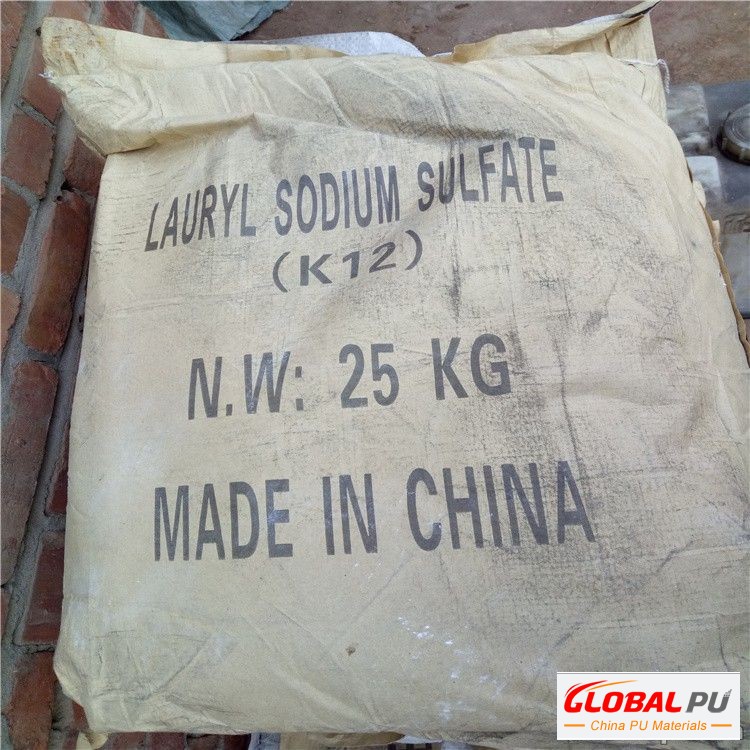 LAURYL SODIUM SULFATE
(K12)
N.W: 25 KG
MADE IN CHINA
GLOBAL PU
China PU Materials